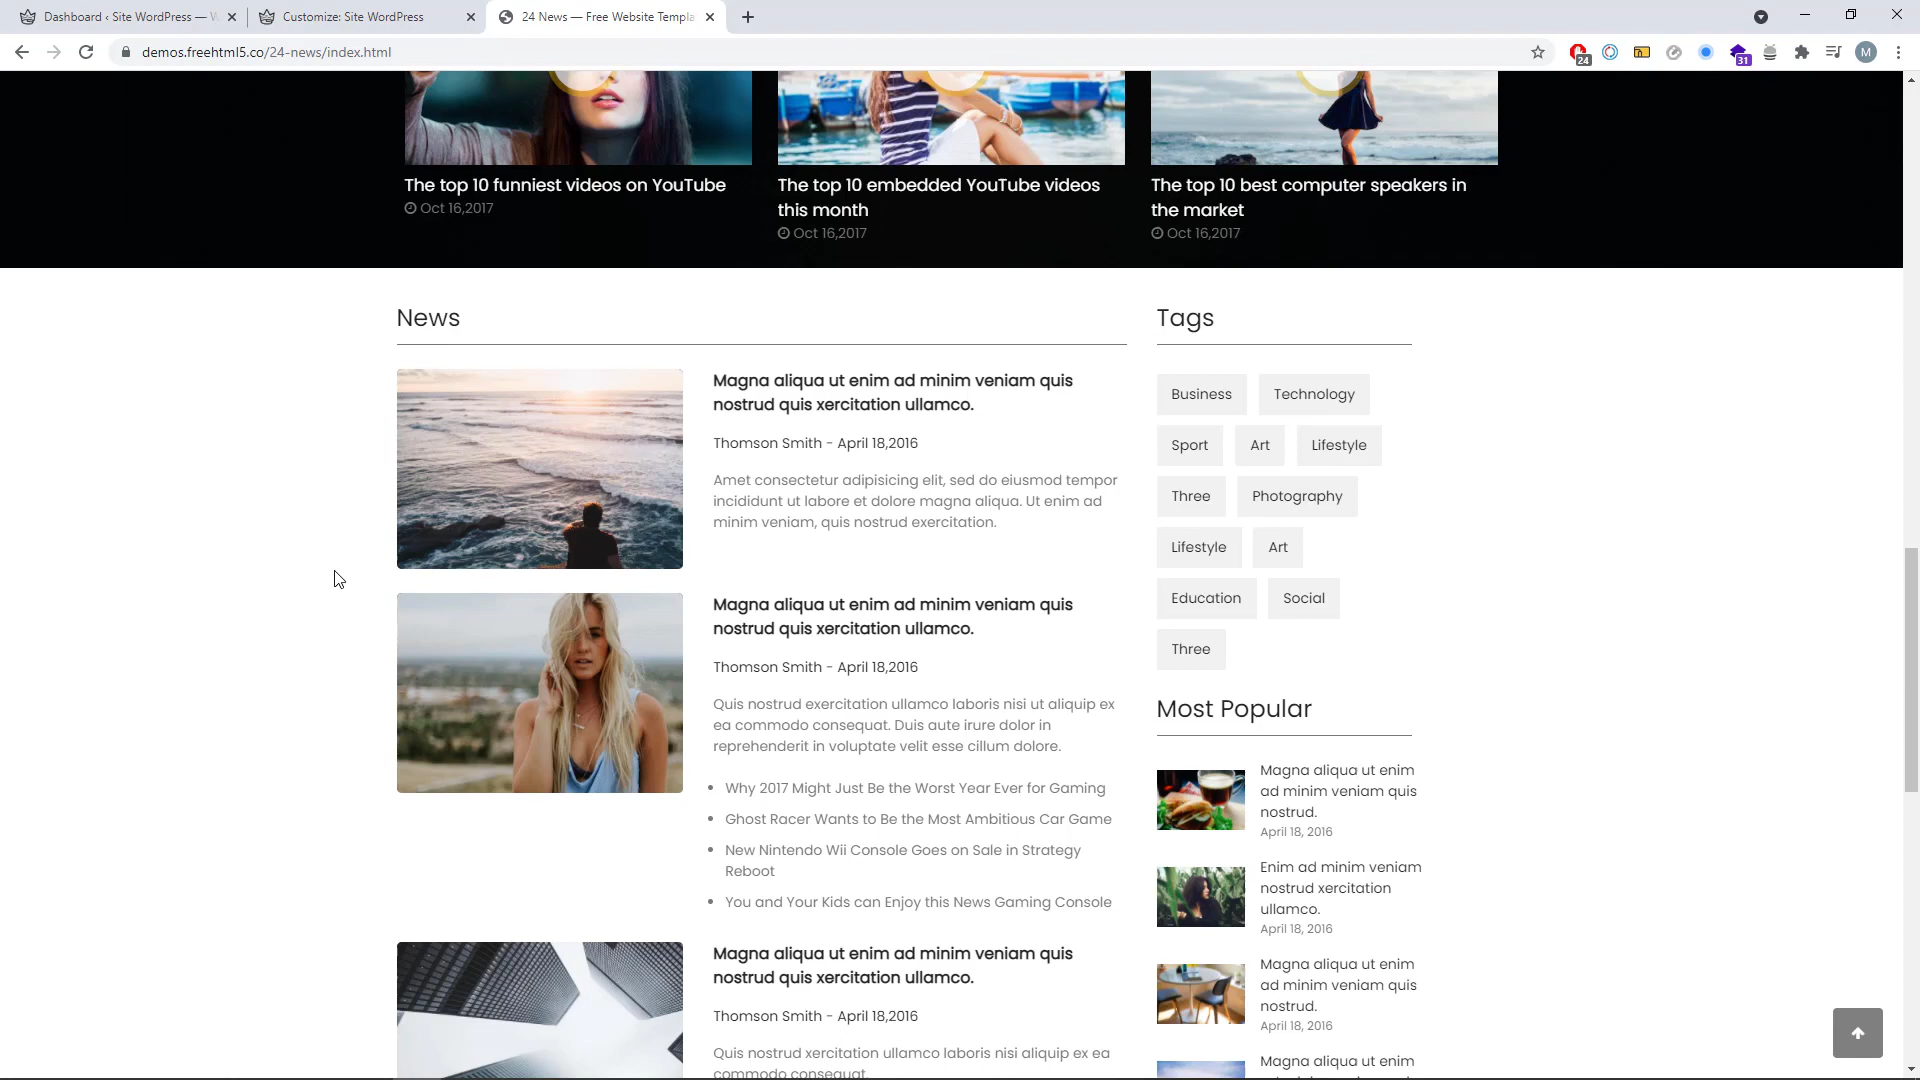 Dashboard ‹ Site WordPress — W
Customize: Site WordPress
24 News — Free Website Templa
demos.freehtml5.co/24-news/index.html
24
31
M
The top 10 funniest videos on YouTube
Oct 16,2017
The top 10 embedded YouTube videos
this month
Oct 16,2017
The top 10 best computer speakers in
the market
Oct 16,2017
News
Magna aliqua ut enim ad minim veniam quis
nostrud quis xercitation ullamco.
Thomson Smith - April 18,2016
Amet consectetur adipisicing elit, sed do eiusmod tempor
incididunt ut labore et dolore magna aliqua. Ut enim ad
minim veniam, quis nostrud exercitation.
Magna aliqua ut enim ad minim veniam quis
nostrud quis xercitation ullamco.
Thomson Smith - April 18,2016
Quis nostrud exercitation ullamco laboris nisi ut aliquip ex
ea commodo consequat. Duis aute irure dolor in
reprehenderit in voluptate velit esse cillum dolore.
Why 2017 Might Just Be the Worst Year Ever for Gaming
Ghost Racer Wants to Be the Most Ambitious Car Game
New Nintendo Wii Console Goes on Sale in Strategy
Reboot
You and Your Kids can Enjoy this News Gaming Console
Magna aliqua ut enim ad minim veniam quis
nostrud quis xercitation ullamco.
Thomson Smith - April 18,2016
Quis nostrud xercitation ullamco laboris nisi aliquip ex ea
commodo consequat.
Tags
Business Technology
Sport Art Lifestyle
Three Photography
Lifestyle Art
Education Social
Three
Most Popular
Magna aliqua ut enim
ad minim veniam quis
nostrud.
April 18, 2016
Enim ad minim veniam
nostrud xercitation
ullamco.
April 18, 2016
Magna aliqua ut enim
ad minim veniam quis
nostrud.
April 18, 2016
Magna aliqua ut enim